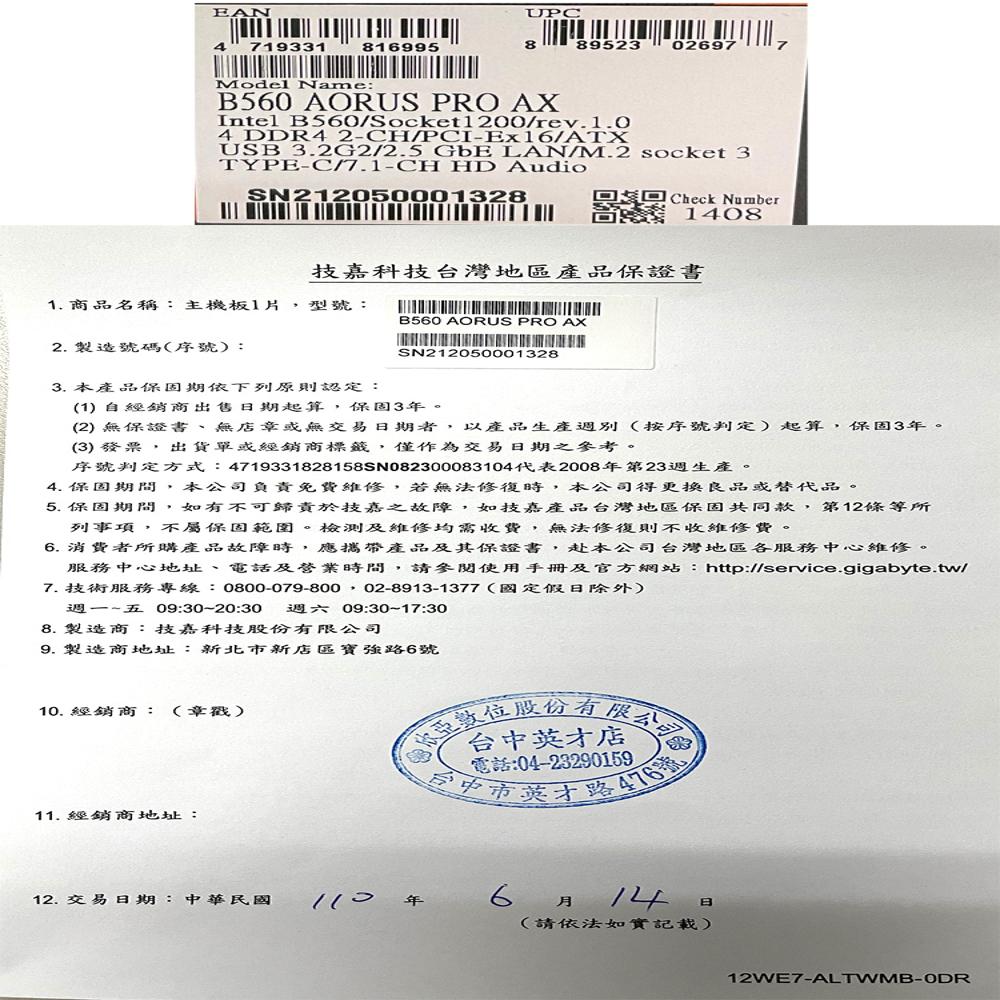 EAN
UPC
4 719331 816995
8 89523 02697 7
Model Name:
B560 AORUS PRO AX
Intel B560/Socket1200/rev.1.0
4 DDR4 2-CH/PCI-Ex16/ATX
USB 3.2G2/2.5 GbE LAN/M.2 socket 3
TYPE-C/7.1-CH HD Audio
SN212050001328
Check Number
1408
技嘉科技台灣地區產品保證書
1. 商品名稱：主機板1片，型號：
B560 AORUS PRO AX
2. 製造號碼(序號)：
SN212050001328
3. 本產品保固期依下列原則認定：
(1) 自經銷商出售日期起算，保固3年。
(2) 無保證書、無店章或無交易日期者，以產品生產週別（按序號判定）起算，保固3年。
(3) 發票，出貨單或經銷商標籤，僅作為交易日期之參考。
序號判定方式：4719331828158SN082300083104代表2008年第23週生產。
4. 保固期間，本公司負責免費維修，若無法修復時，本公司得更換良品或替代品。
5. 保固期間，如有不可歸責於技嘉之故障，如技嘉產品台灣地區保固共同款，第12條等所
列事項，不屬保固範圍。檢測及維修均需收費，無法修復則不收維修費。
6. 消費者所購產品故障時，應攜帶產品及其保證書，赴本公司台灣地區各服務中心維修。
服務中心地址、電話及營業時間，請參閱使用手冊及官方網站：http://service.gigabyte.tw/
7. 技術服務專線：0800-079-800，02-8913-1377（國定假日除外）
週一~五 09:30~20:30 週六 09:30~17:30
8. 製造商：技嘉科技股份有限公司
9. 製造商地址：新北市新店區寶強路6號
10. 經銷商：（章戳）
欣亞數位股份有限公司
台中英才店
電話:04-23290159
台中市英才路476號
11. 經銷商地址：
12. 交易日期：中華民國 110 年 6 月 14 日
（請依法如實記載）
12WE7-ALTWMB-0DR